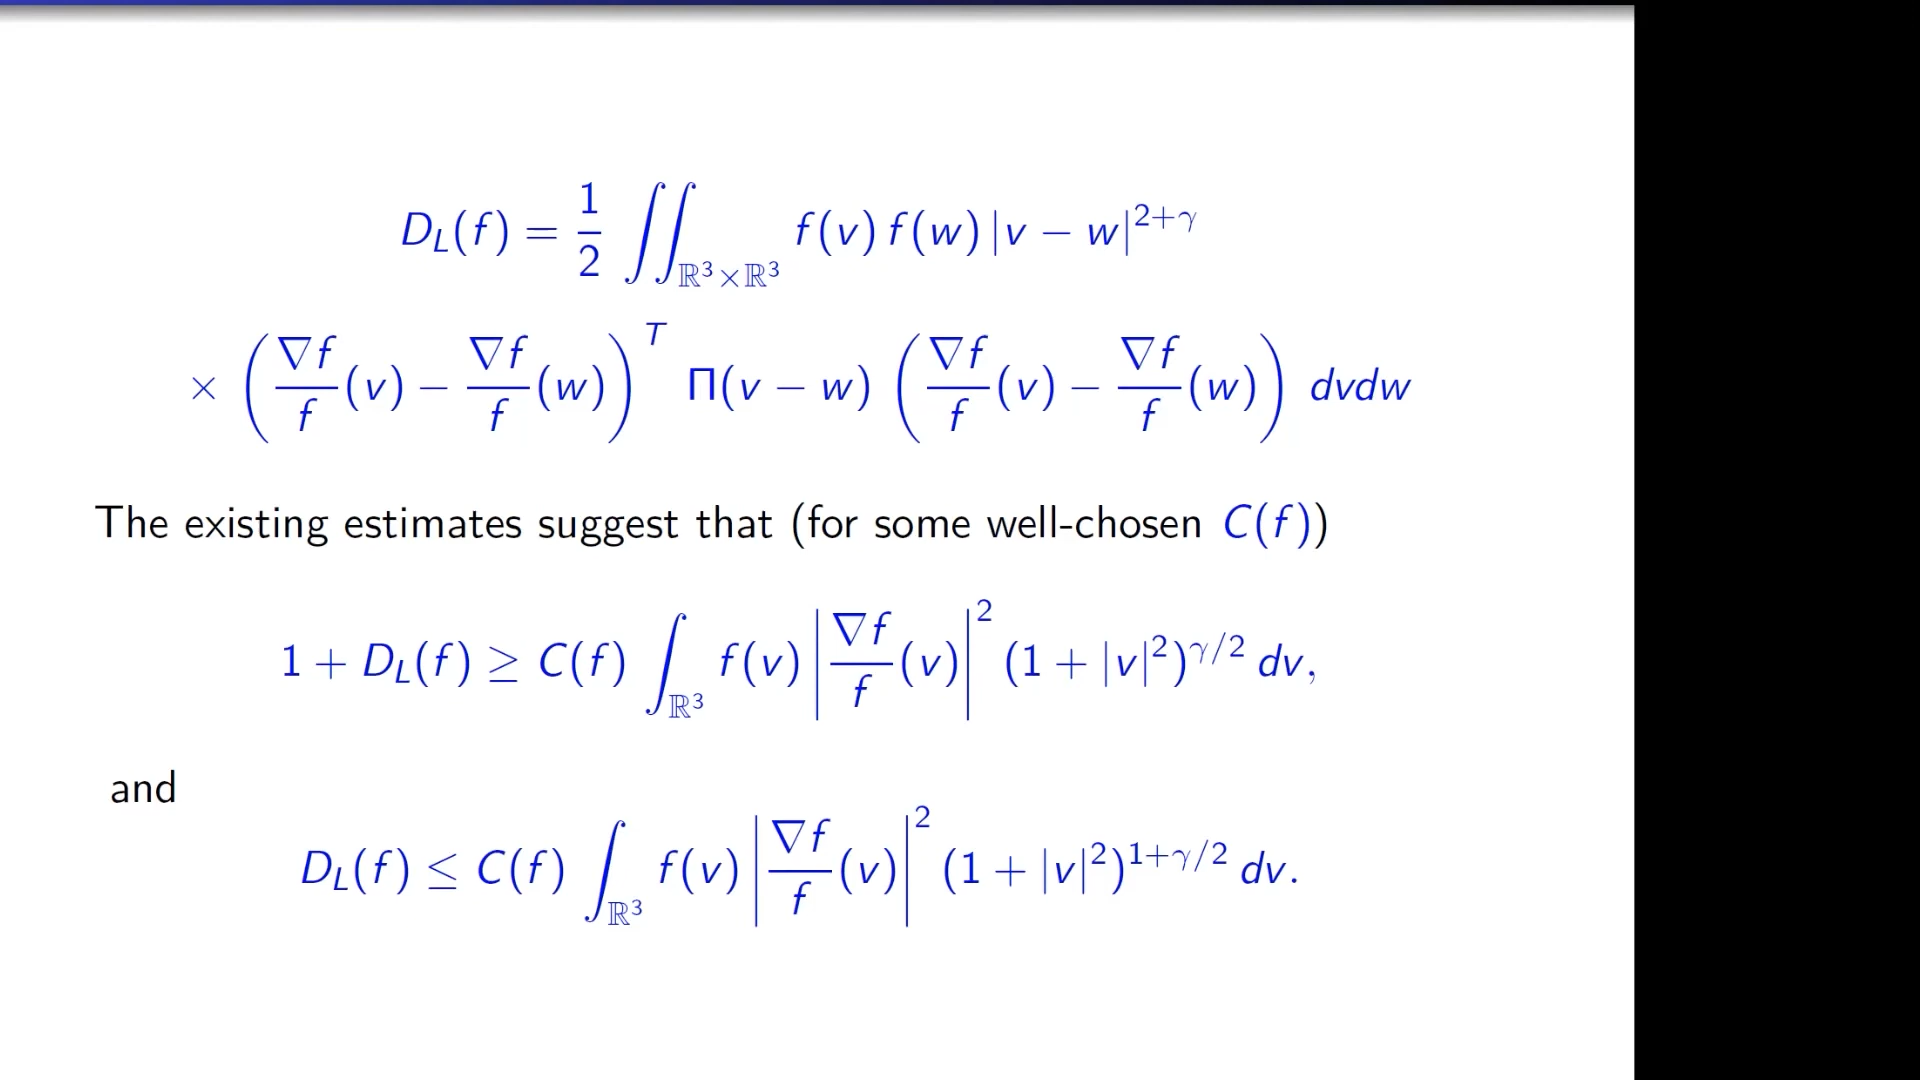 $D_L(f) = \frac{1}{2} \iint_{\mathbb{R}^3 \times \mathbb{R}^3} f(v) f(w) |v - w|^{2+\gamma}$
$\times \left( \frac{\nabla f}{f}(v) - \frac{\nabla f}{f}(w) \right)^T \Pi(v - w) \left( \frac{\nabla f}{f}(v) - \frac{\nabla f}{f}(w) \right) dvdw$
The existing estimates suggest that (for some well-chosen $C(f)$)
$1 + D_L(f) \geq C(f) \int_{\mathbb{R}^3} f(v) \left| \frac{\nabla f}{f}(v) \right|^2 (1 + |v|^2)^{\gamma/2} \, dv,$
and
$D_L(f) \leq C(f) \int_{\mathbb{R}^3} f(v) \left| \frac{\nabla f}{f}(v) \right|^2 (1 + |v|^2)^{1+\gamma/2} \, dv.$